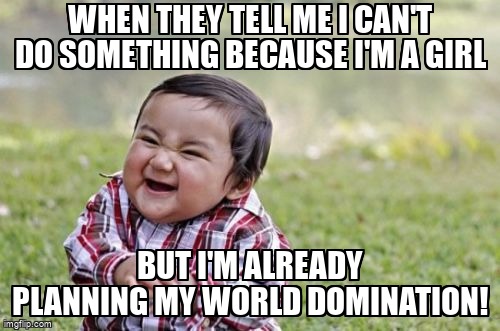 WHEN THEY TELL ME I CAN'T
DO SOMETHING BECAUSE I'M A GIRL
BUT I'M ALREADY
PLANNING MY WORLD DOMINATION!
imgflip.com